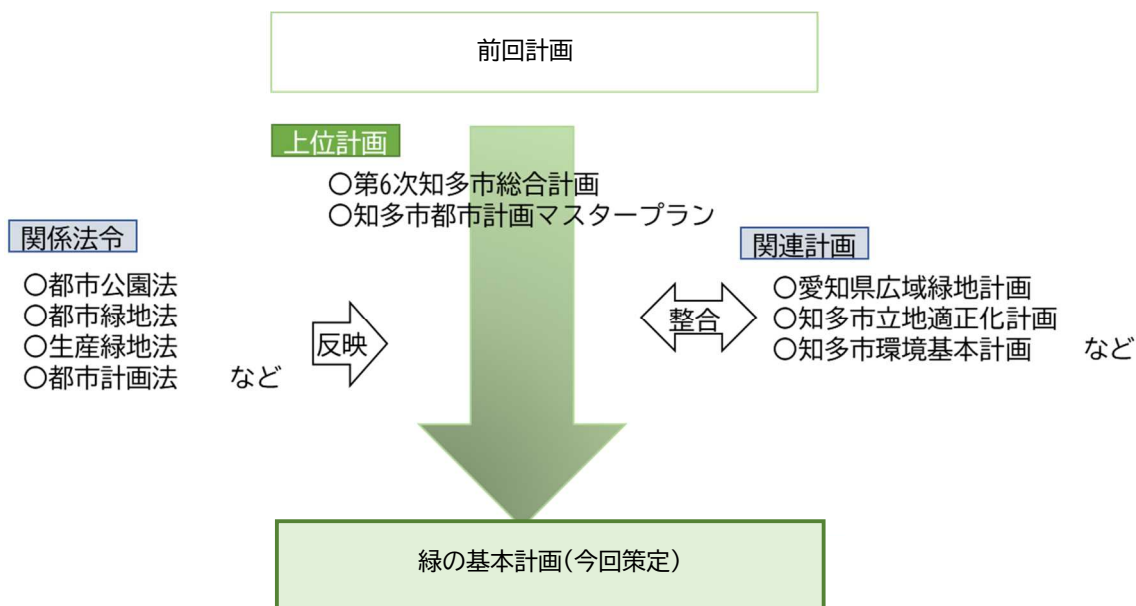 前回計画
上位計画
○第6次知多市総合計画
○知多市都市計画マスタープラン
関係法令
○都市公園法
○都市緑地法
○生産緑地法
○都市計画法 など
反映
整合
関連計画
○愛知県広域緑地計画
○知多市立地適正化計画
○知多市環境基本計画 など
緑の基本計画(今回策定)